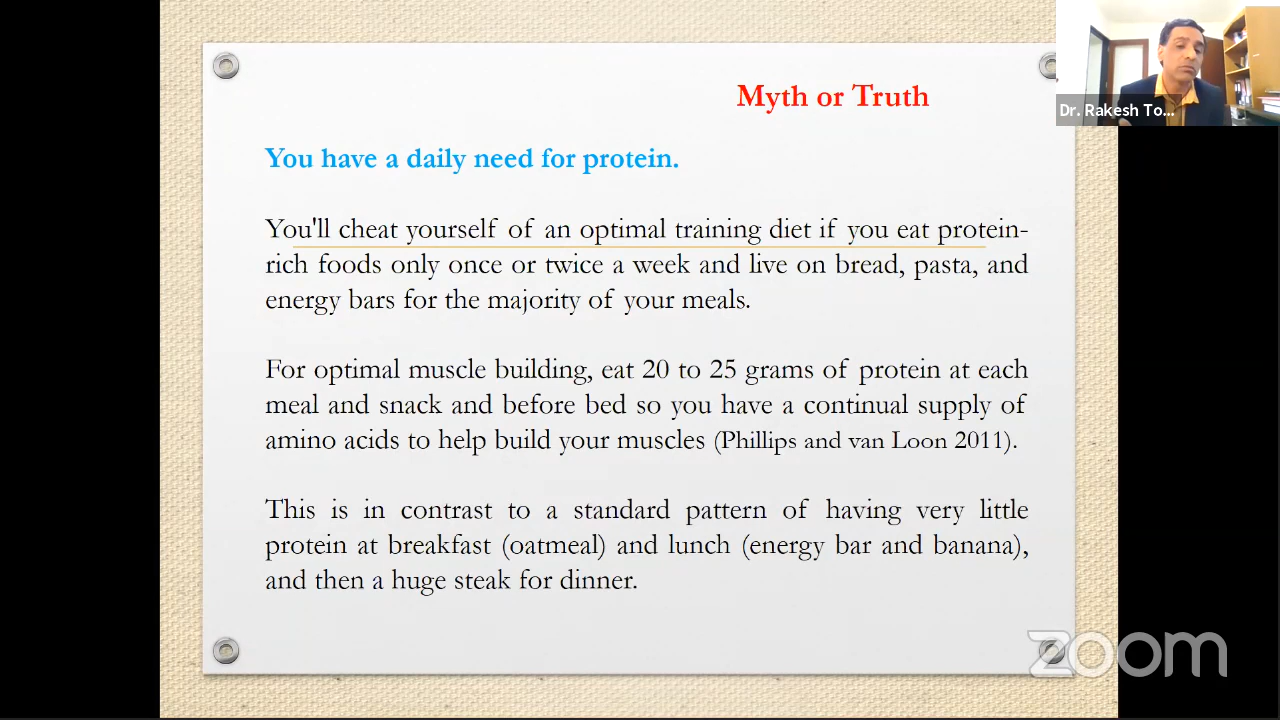 Myth or Truth
Dr. Rakesh To...
You have a daily need for protein.
You'll cheat yourself of an optimal training diet if you eat protein-
rich foods only once or twice a week and live on bread, pasta, and
energy bars for the majority of your meals.
For optimal muscle building, eat 20 to 25 grams of protein at each
meal and snack and before bed so you have a continual supply of
amino acids to help build your muscles (Phillips and van Loon 2011).
This is in contrast to a standard pattern of having very little
protein at breakfast (oatmeal) and lunch (energy bar and banana),
and then a huge steak for dinner.
zoom